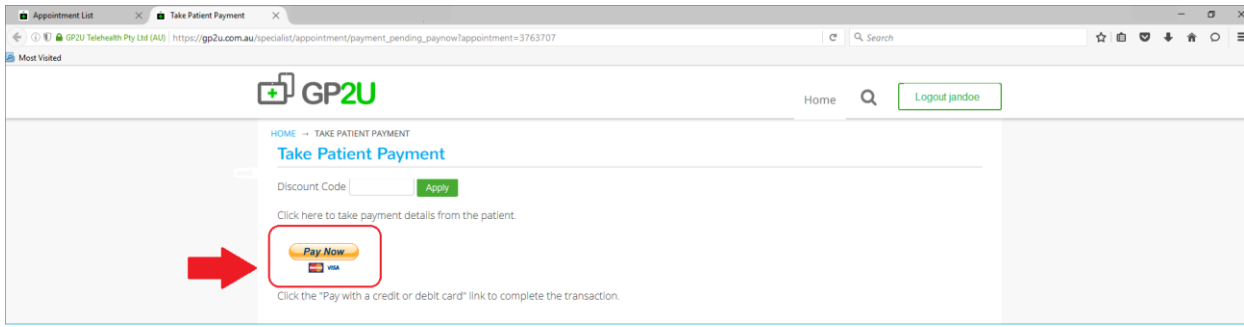 Appointment List
Take Patient Payment
GP2U Telehealth Pty Ltd (AU) https://gp2u.com.au/specialist/appointment/payment_pending_paynow?appointment=3763707
Search
Most Visited
GP2U
Home
Logout jandoe
HOME → TAKE PATIENT PAYMENT
Take Patient Payment
Discount Code Apply
Click here to take payment details from the patient.
Pay Now
VISA
Click the "Pay with a credit or debit card" link to complete the transaction.